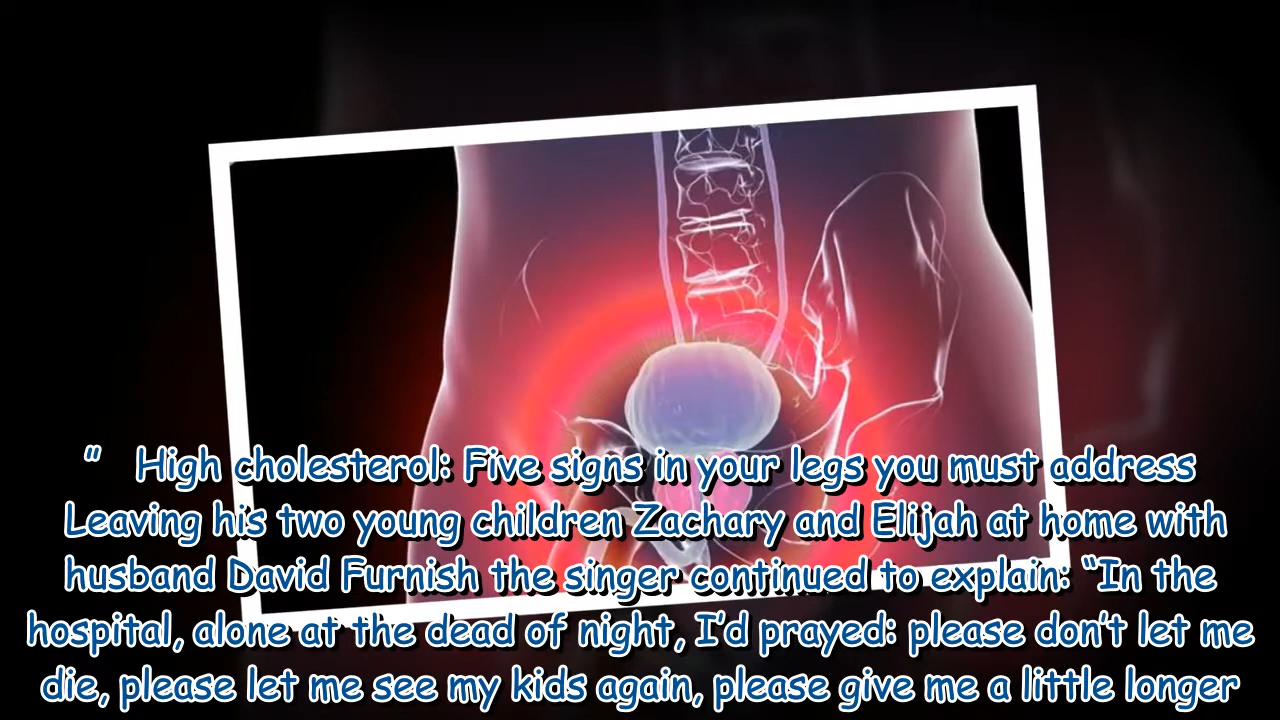 ” High cholesterol: Five signs in your legs you must address
Leaving his two young children Zachary and Elijah at home with
husband David Furnish the singer continued to explain: “In the
hospital, alone at the dead of night, I’d prayed: please don’t let me
die, please let me see my kids again, please give me a little longer